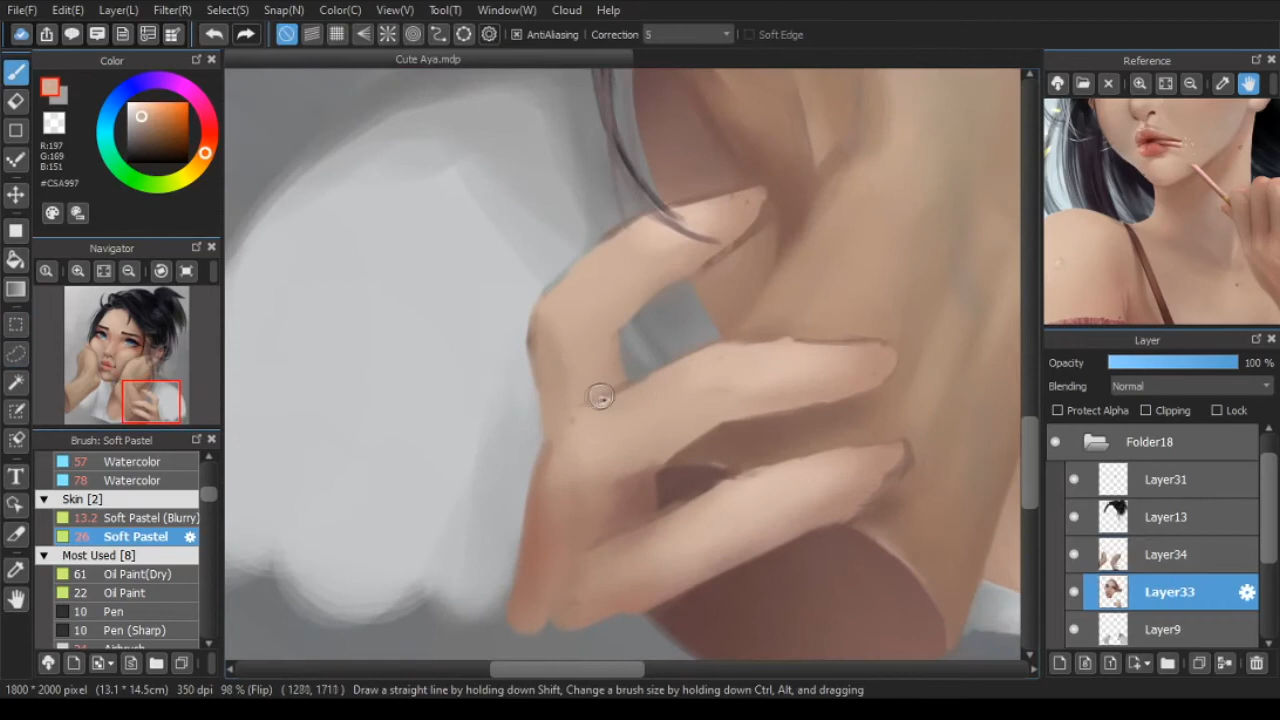 File(F) Edit(E) Layer(L) Filter(R) Select(S) Snap(N) Color(C) View(V) Tool(T) Window(W) Cloud Help
AntiAliasing Correction 5 Soft Edge
Color
Cute Aya.mdp
Reference
R:197
G:169
B:151
#C5A997
Navigator
Layer
Opacity 100 %
Blending Normal
Protect Alpha Clipping Lock
Brush: Soft Pastel
57 Watercolor
78 Watercolor
Skin [2]
13.2 Soft Pastel (Blurry)
26 Soft Pastel
Most Used [8]
61 Oil Paint(Dry)
22 Oil Paint
10 Pen
10 Pen (Sharp)
Folder18
Layer31
Layer13
Layer34
Layer33
Layer9
1800 * 2000 pixel (13.1 * 14.5cm) 350 dpi 98 % (Flip) ( 1280, 1710) Draw a straight line by holding down Shift, Change a brush size by holding down Ctrl, Alt, and dragging